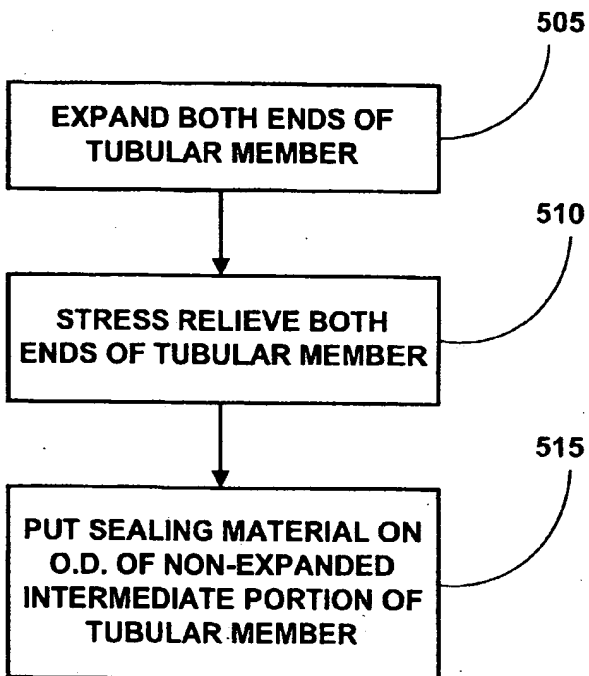 505
EXPAND BOTH ENDS OF
TUBULAR MEMBER
510
STRESS RELIEVE BOTH
ENDS OF TUBULAR MEMBER
515
PUT SEALING MATERIAL ON
O.D. OF NON-EXPANDED
INTERMEDIATE PORTION OF
TUBULAR MEMBER